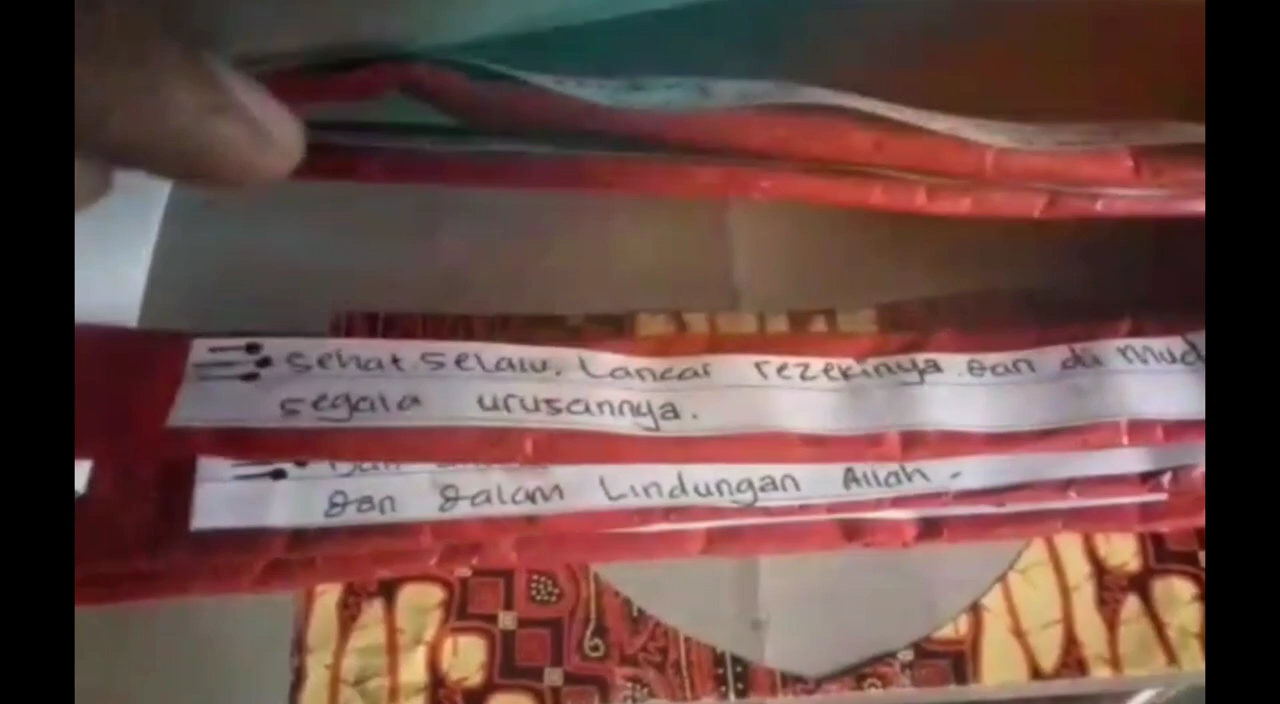 sehat selalu, Lancar rezekinya dan di
segala urusannya.
dan dalam Lindungan Allah -